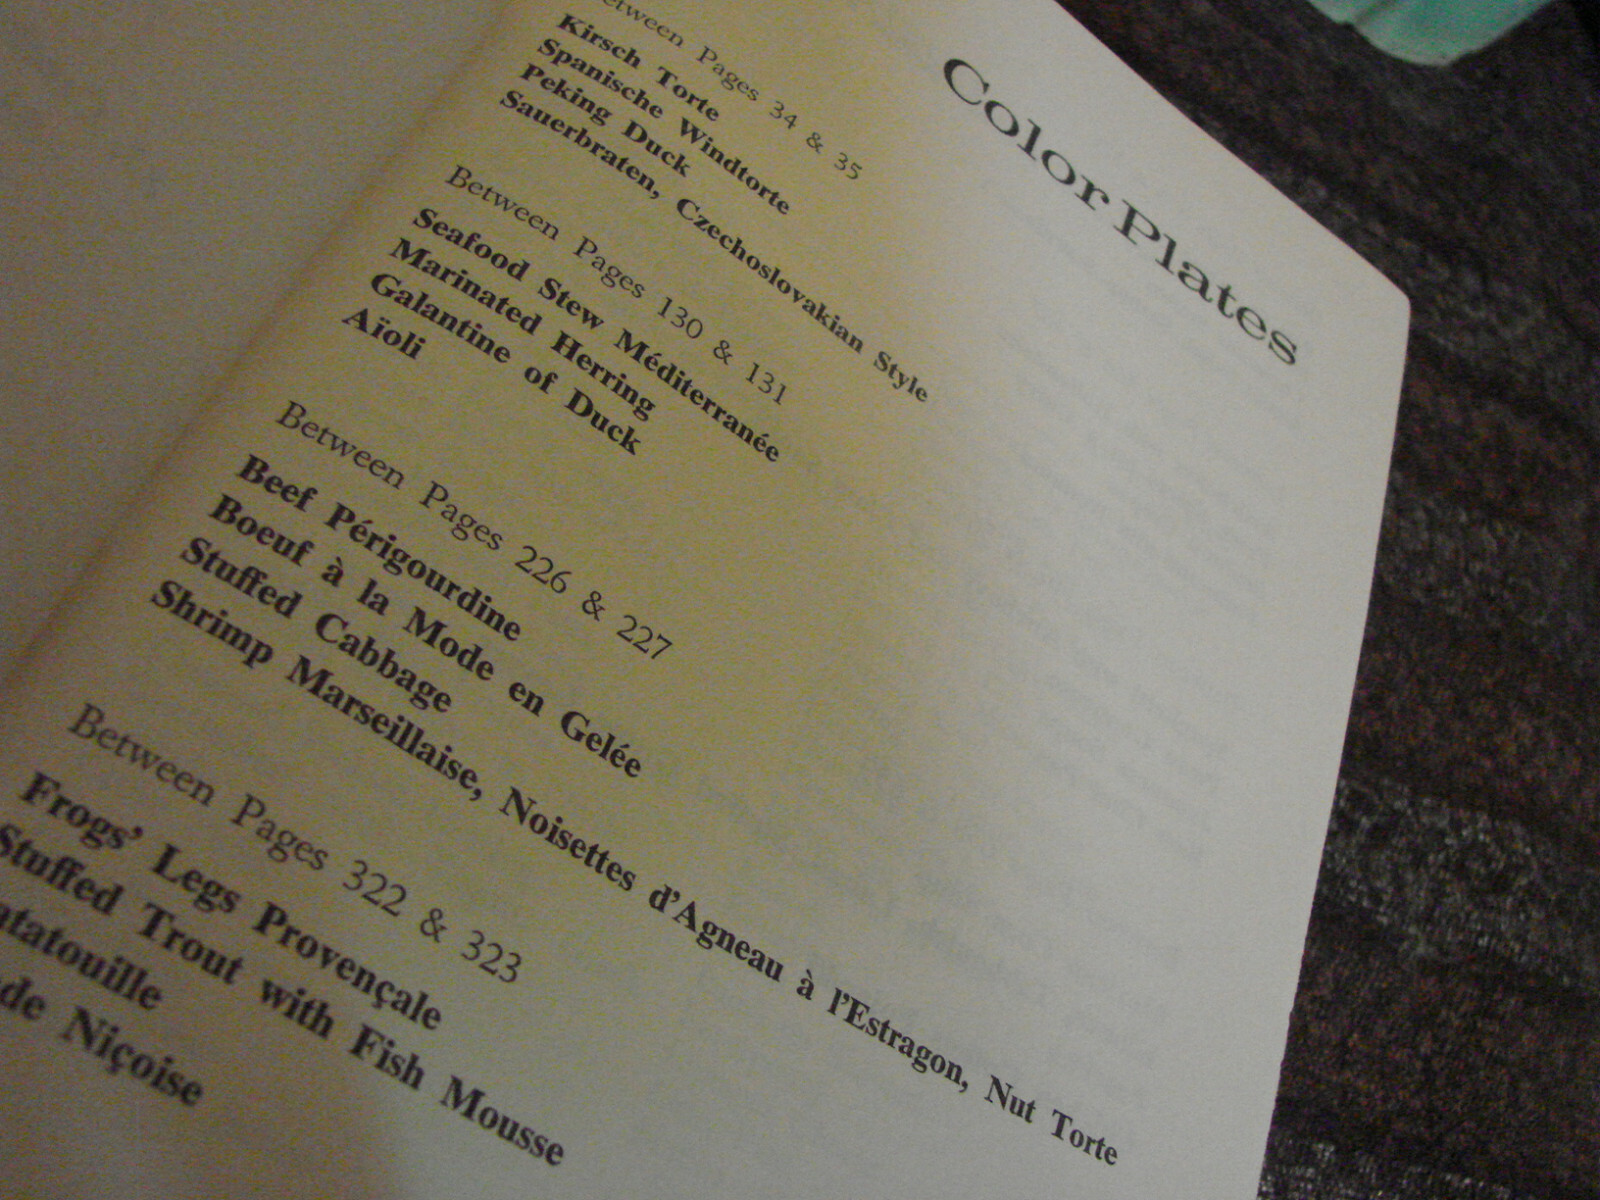 Color Plates
Between Pages 34 & 35
Kirsch Torte
Spanische Windtorte
Peking Duck
Sauerbraten, Czechoslovakian Style
Between Pages 130 & 131
Seafood Stew Méditerranée
Marinated Herring
Galantine of Duck
Aïoli
Between Pages 226 & 227
Beef Périgourdine
Boeuf à la Mode en Gelée
Stuffed Cabbage
Shrimp Marseillaise, Noisettes d'Agneau à l'Estragon, Nut Torte
Between Pages 322 & 323
Frogs' Legs Provençale
Stuffed Trout with Fish Mousse
atatouille
de Niçoise